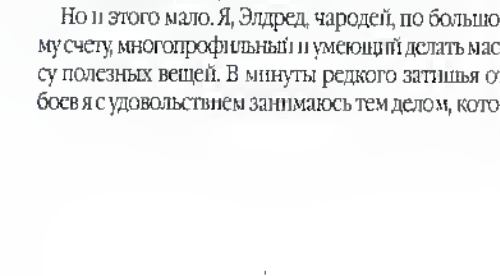 Но и этого мало. Я, Элдред, чародей, по большо
му счету, многопрофильный и умеющий делать мас
су полезных вещей. В минуты редкого затишья от
боев я с удовольствием занимаюсь тем делом, кото